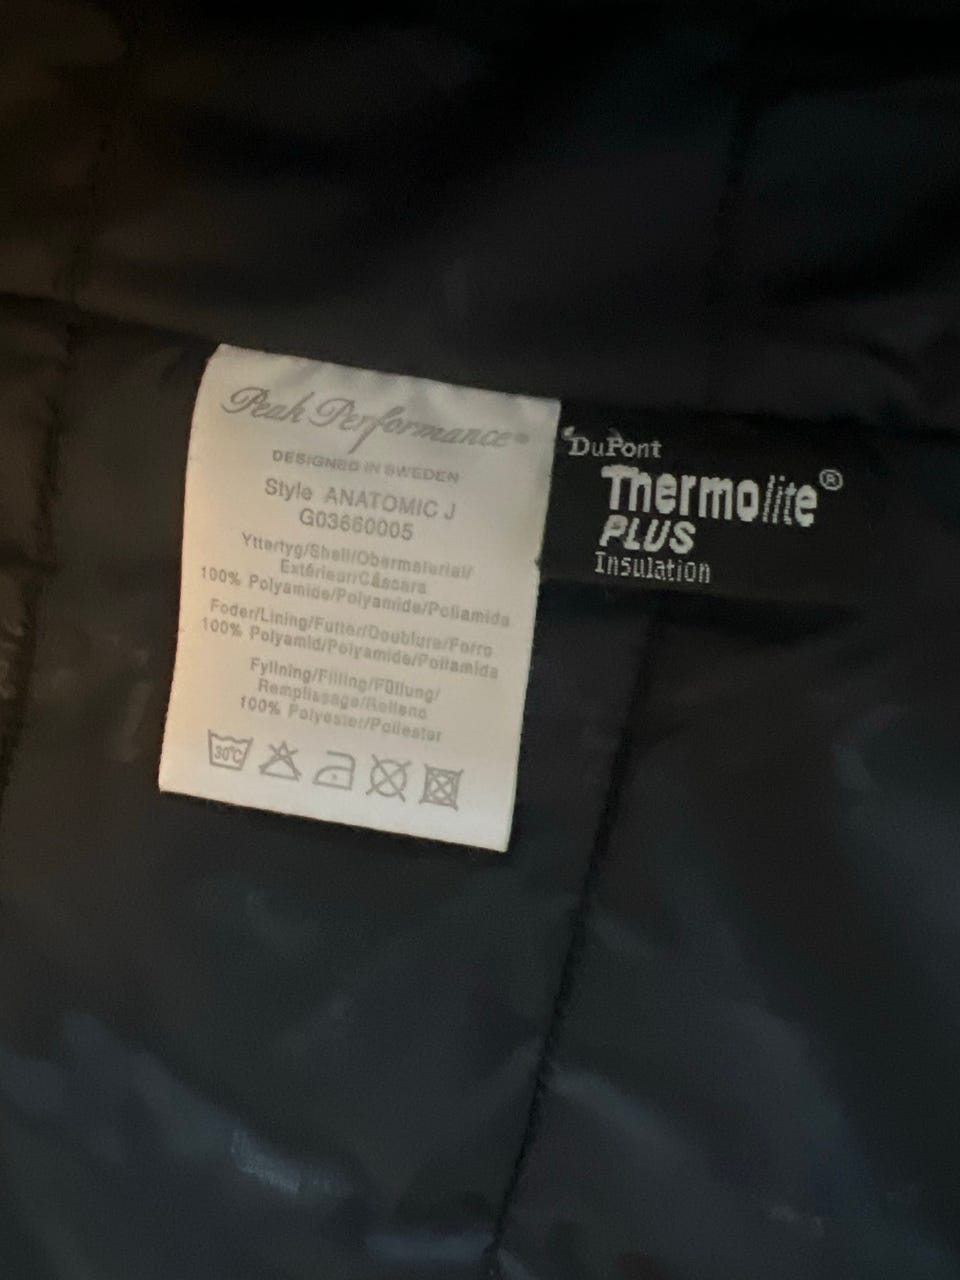 Peak Performance®
DESIGNED IN SWEDEN
Style ANATOMIC J
G03660005
Yttertyg/Shell/Obermaterial/
Extérieur/Cáscara
100% Polyamide/Polyamide/Poliamida
Foder/Lining/Futter/Doublure/Forro
100% Polyamid/Polyamide/Poliamida
Fyllning/Filling/Füllung/
Remplissage/Relleno
100% Polyester/Poliester
30°C
DuPont
Thermolite®
PLUS
Insulation